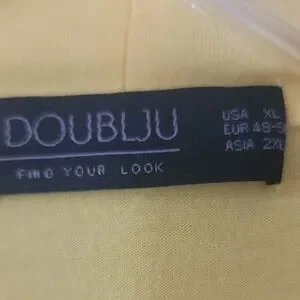 DOUBLJU
FIND YOUR LOOK
USA XL
EUR 48-5
ASIA 2XL